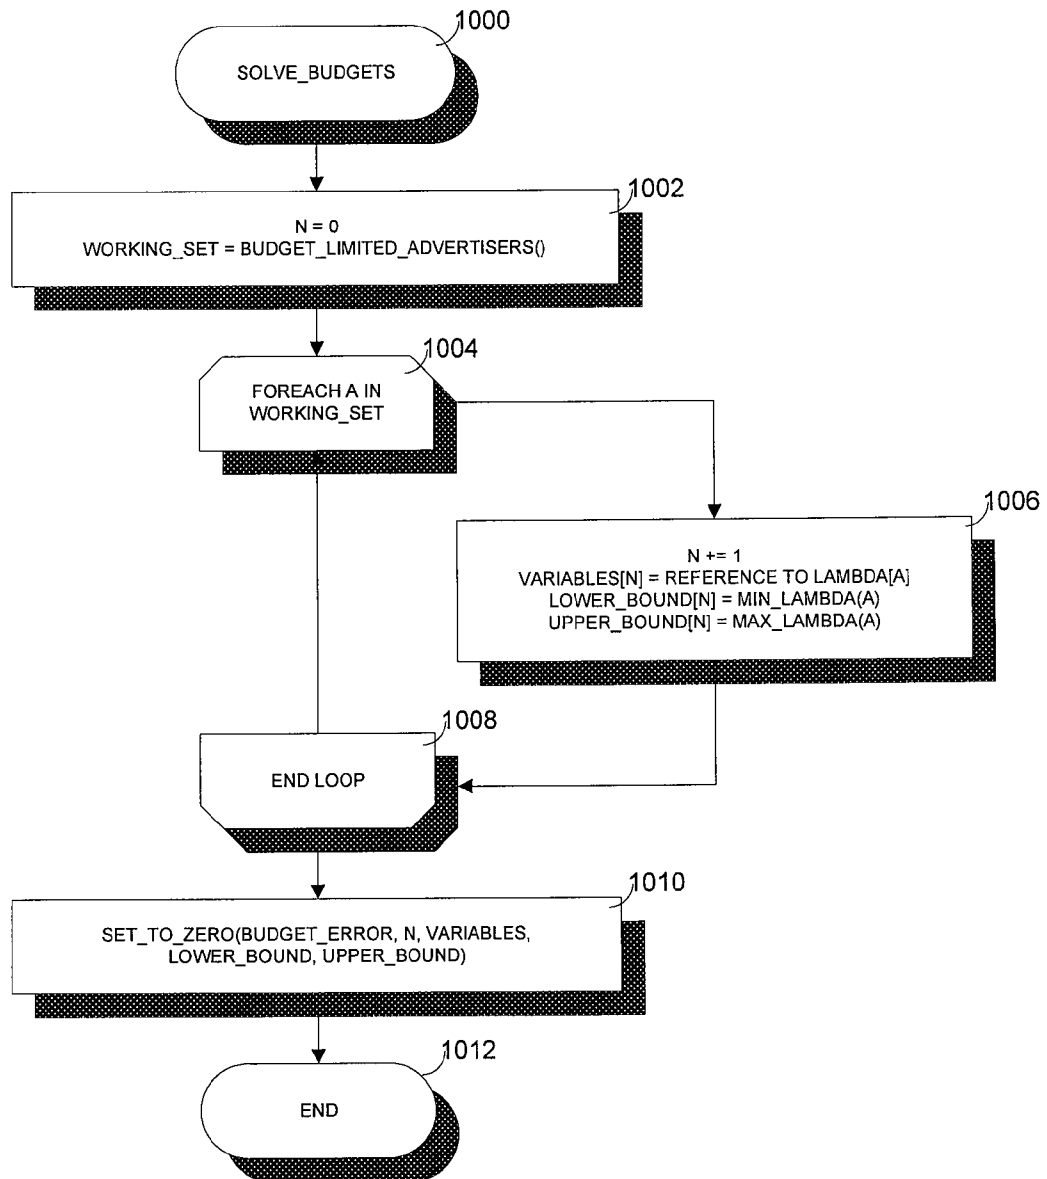 1000
SOLVE_BUDGETS
1002
N = 0
WORKING_SET = BUDGET_LIMITED_ADVERTISERS()
1004
FOREACH A IN
WORKING_SET
1006
N += 1
VARIABLES[N] = REFERENCE TO LAMBDA[A]
LOWER_BOUND[N] = MIN_LAMBDA(A)
UPPER_BOUND[N] = MAX_LAMBDA(A)
1008
END LOOP
1010
SET_TO_ZERO(BUDGET_ERROR, N, VARIABLES,
LOWER_BOUND, UPPER_BOUND)
1012
END